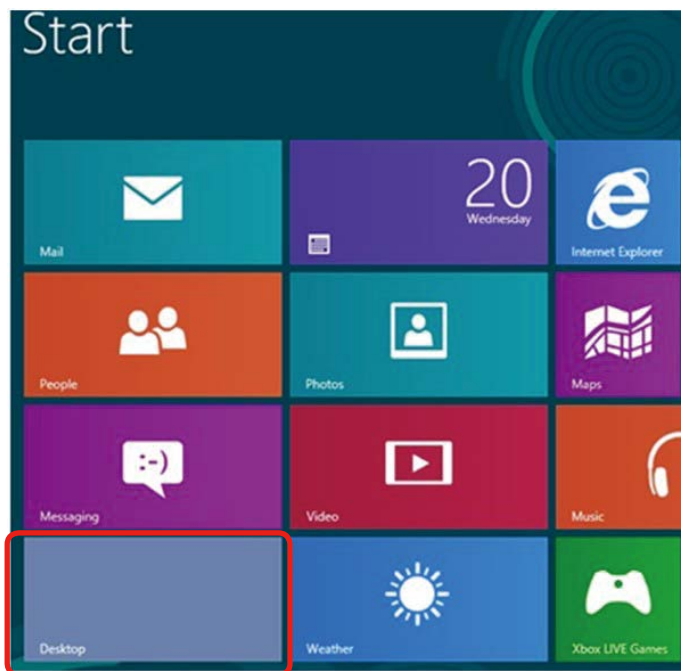 Start
Mail
20
Wednesday
Internet Explorer
People
Photos
Maps
:-)
Messaging
Video
Music
Desktop
Weather
Xbox LIVE Games